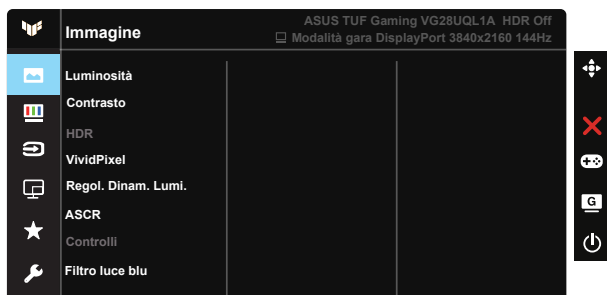 ASUS TUF Gaming VG28UQL1A HDR Off
Immagine
Modalità gara DisplayPort 3840x2160 144Hz
Luminosità
Contrasto
HDR
VividPixel
Regol. Dinam. Lumi.
ASCR
G
Controlli
Filtro luce blu